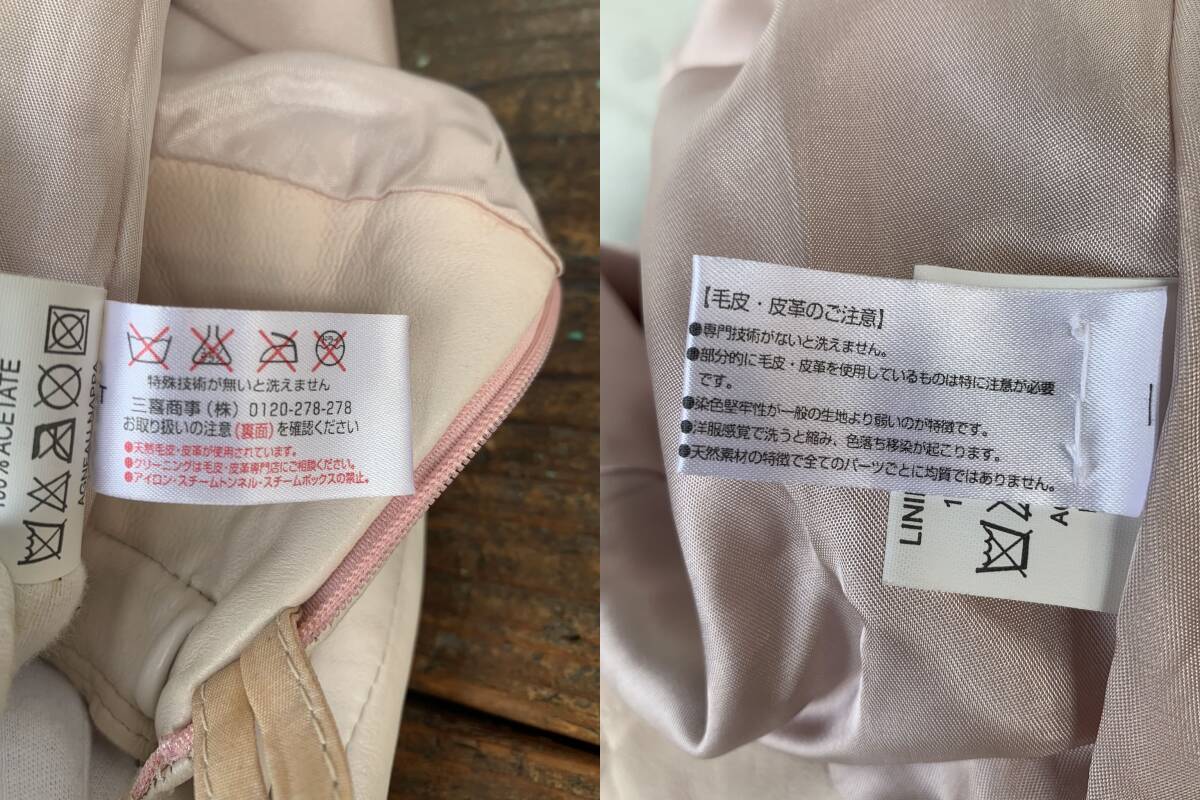 100% ACETATE
特殊技術が無いと洗えません
三喜商事(株) 0120-278-278
お取り扱いの注意(裏面)を確認ください
●天然毛皮・皮革が使用されています。
●クリーニングは毛皮・皮革専門店にご相談ください。
●アイロン・スチームトンネル・スチームボックスの禁止。
【毛皮・皮革のご注意】
●専門技術がないと洗えません。
●部分的に毛皮・皮革を使用しているものは特に注意が必要
です。
●染色堅牢性が一般の生地より弱いのが特徴です。
●洋服感覚で洗うと縮み、色落ち移染が起こります。
●天然素材の特徴で全てのパーツごとに均質ではありません。